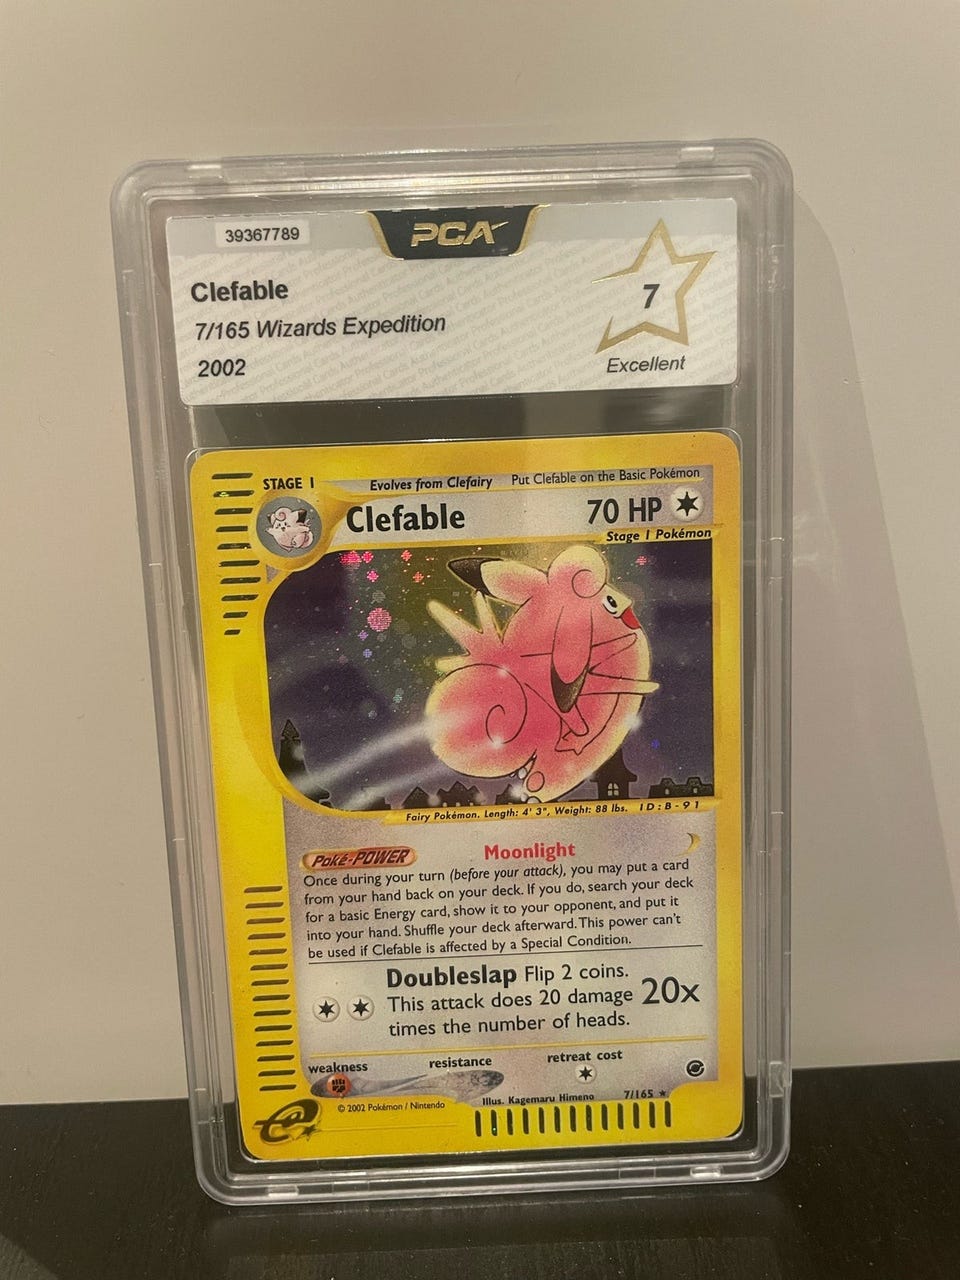 39367789
PCA
Clefable
7/165 Wizards Expedition
2002
7
Excellent
STAGE 1
Evolves from Clefairy
Put Clefable on the Basic Pokémon
Clefable
70 HP
Stage 1 Pokémon
Fairy Pokémon. Length: 4' 3", Weight: 88 lbs. ID:B-91
Poké-POWER Moonlight
Once during your turn (before your attack), you may put a card
from your hand back on your deck. If you do, search your deck
for a basic Energy card, show it to your opponent, and put it
into your hand. Shuffle your deck afterward. This power can't
be used if Clefable is affected by a Special Condition.
Doubleslap Flip 2 coins.
This attack does 20 damage
times the number of heads.
20x
weakness
resistance
retreat cost
Illus. Kagemaru Himeno
7/165
© 2002 Pokémon / Nintendo
e